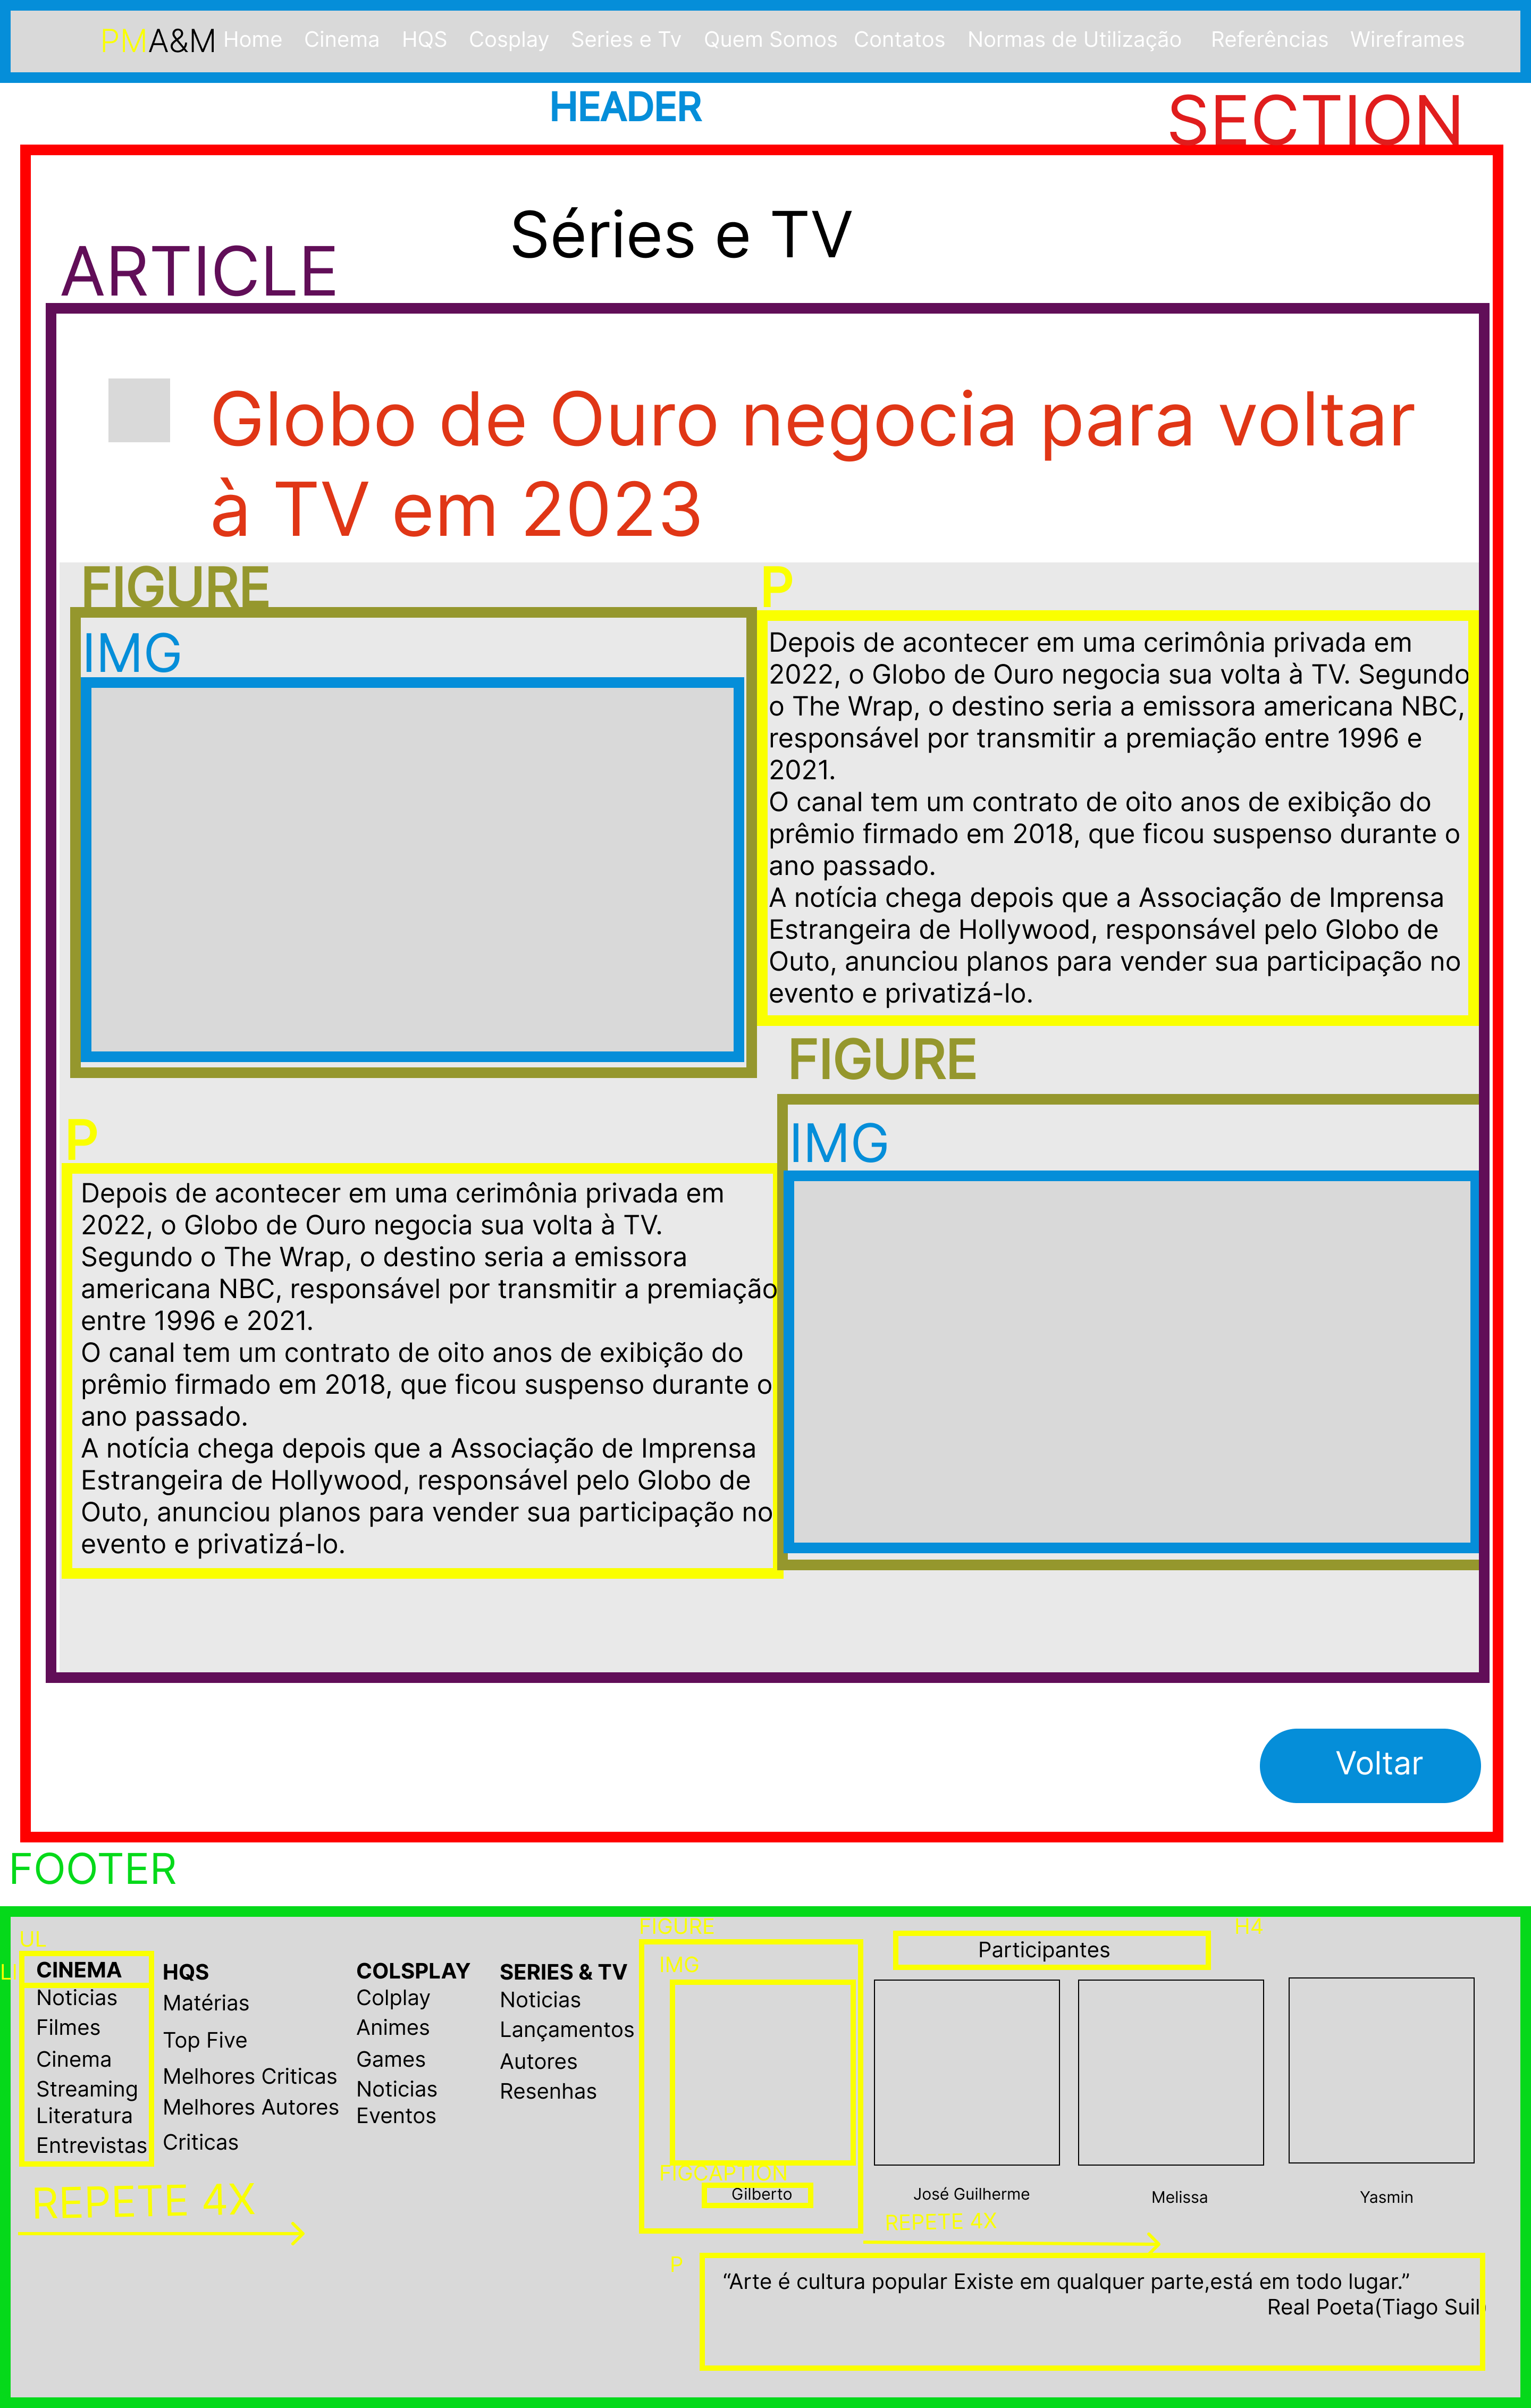 PMA&M Home Cinema HQS Cosplay Series e Tv Quem Somos Contatos Normas de Utilização Referências Wireframes
HEADER
SECTION
Séries e TV
ARTICLE
Globo de Ouro negocia para voltar
à TV em 2023
FIGURE
IMG
P
Depois de acontecer em uma cerimônia privada em
2022, o Globo de Ouro negocia sua volta à TV. Segundo
o The Wrap, o destino seria a emissora americana NBC,
responsável por transmitir a premiação entre 1996 e
2021.
O canal tem um contrato de oito anos de exibição do
prêmio firmado em 2018, que ficou suspenso durante o
ano passado.
A notícia chega depois que a Associação de Imprensa
Estrangeira de Hollywood, responsável pelo Globo de
Outo, anunciou planos para vender sua participação no
evento e privatizá-lo.
P
Depois de acontecer em uma cerimônia privada em
2022, o Globo de Ouro negocia sua volta à TV.
Segundo o The Wrap, o destino seria a emissora
americana NBC, responsável por transmitir a premiação
entre 1996 e 2021.
O canal tem um contrato de oito anos de exibição do
prêmio firmado em 2018, que ficou suspenso durante o
ano passado.
A notícia chega depois que a Associação de Imprensa
Estrangeira de Hollywood, responsável pelo Globo de
Outo, anunciou planos para vender sua participação no
evento e privatizá-lo.
FIGURE
IMG
Voltar
FOOTER
UL
LI
CINEMA
Noticias
Filmes
Cinema
Streaming
Literatura
Entrevistas
HQS
Matérias
Top Five
Melhores Criticas
Melhores Autores
Criticas
COLSPLAY
Colplay
Animes
Games
Noticias
Eventos
SERIES & TV
Noticias
Lançamentos
Autores
Resenhas
REPETE 4X
FIGURE
IMG
FIGCAPTION
Gilberto
H4
Participantes
José Guilherme
Melissa
Yasmin
REPETE 4X
P
“Arte é cultura popular Existe em qualquer parte,está em todo lugar.”
Real Poeta(Tiago